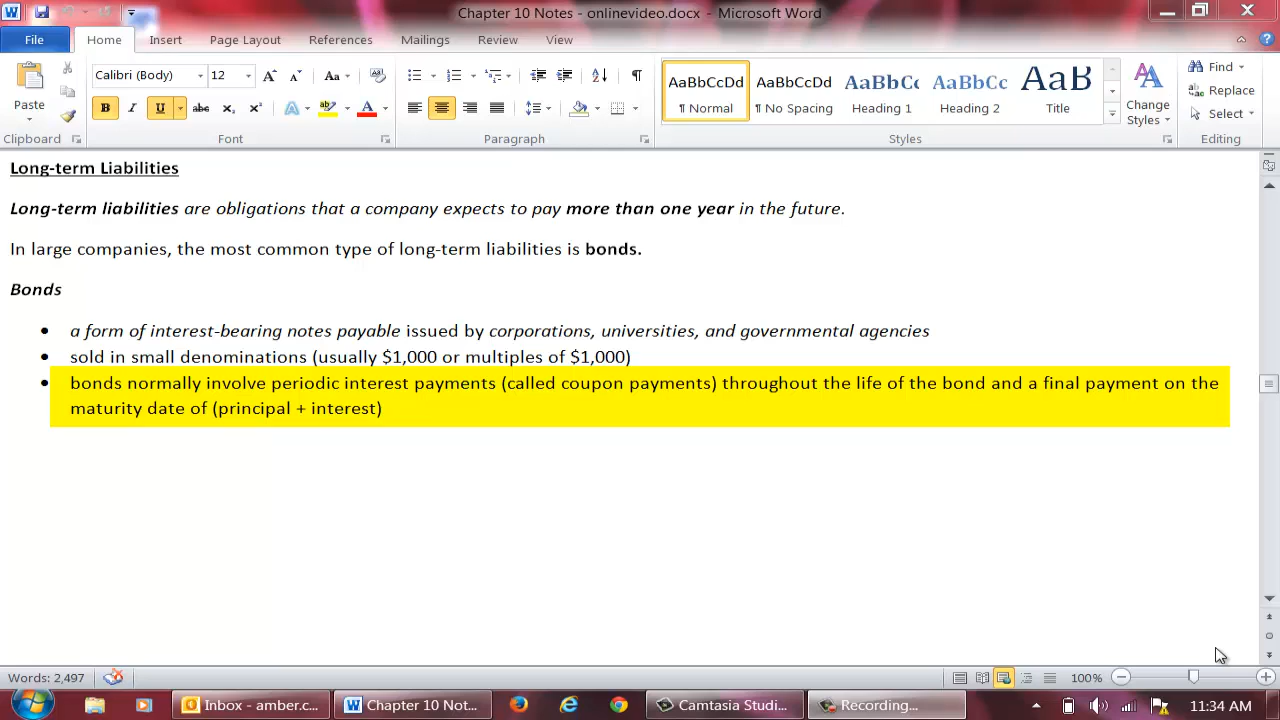 Chapter 10 Notes - onlinevideo.docx - Microsoft Word
File Home Insert Page Layout References Mailings Review View
Calibri (Body) 12 Aa
Paste
B I U abc x₂ x² A A
AaBbCcDd AaBbCcDd AaBbCc AaBbCc AaB
¶ Normal ¶ No Spacing Heading 1 Heading 2 Title
Change Styles
Find
Replace
Select
Clipboard Font Paragraph Styles Editing
Long-term Liabilities
Long-term liabilities are obligations that a company expects to pay more than one year in the future.
In large companies, the most common type of long-term liabilities is bonds.
Bonds
• a form of interest-bearing notes payable issued by corporations, universities, and governmental agencies
• sold in small denominations (usually $1,000 or multiples of $1,000)
• bonds normally involve periodic interest payments (called coupon payments) throughout the life of the bond and a final payment on the
maturity date of (principal + interest)
Words: 2,497 100%
Inbox - amber.c... Chapter 10 Not... Camtasia Studi... Recording... 11:34 AM